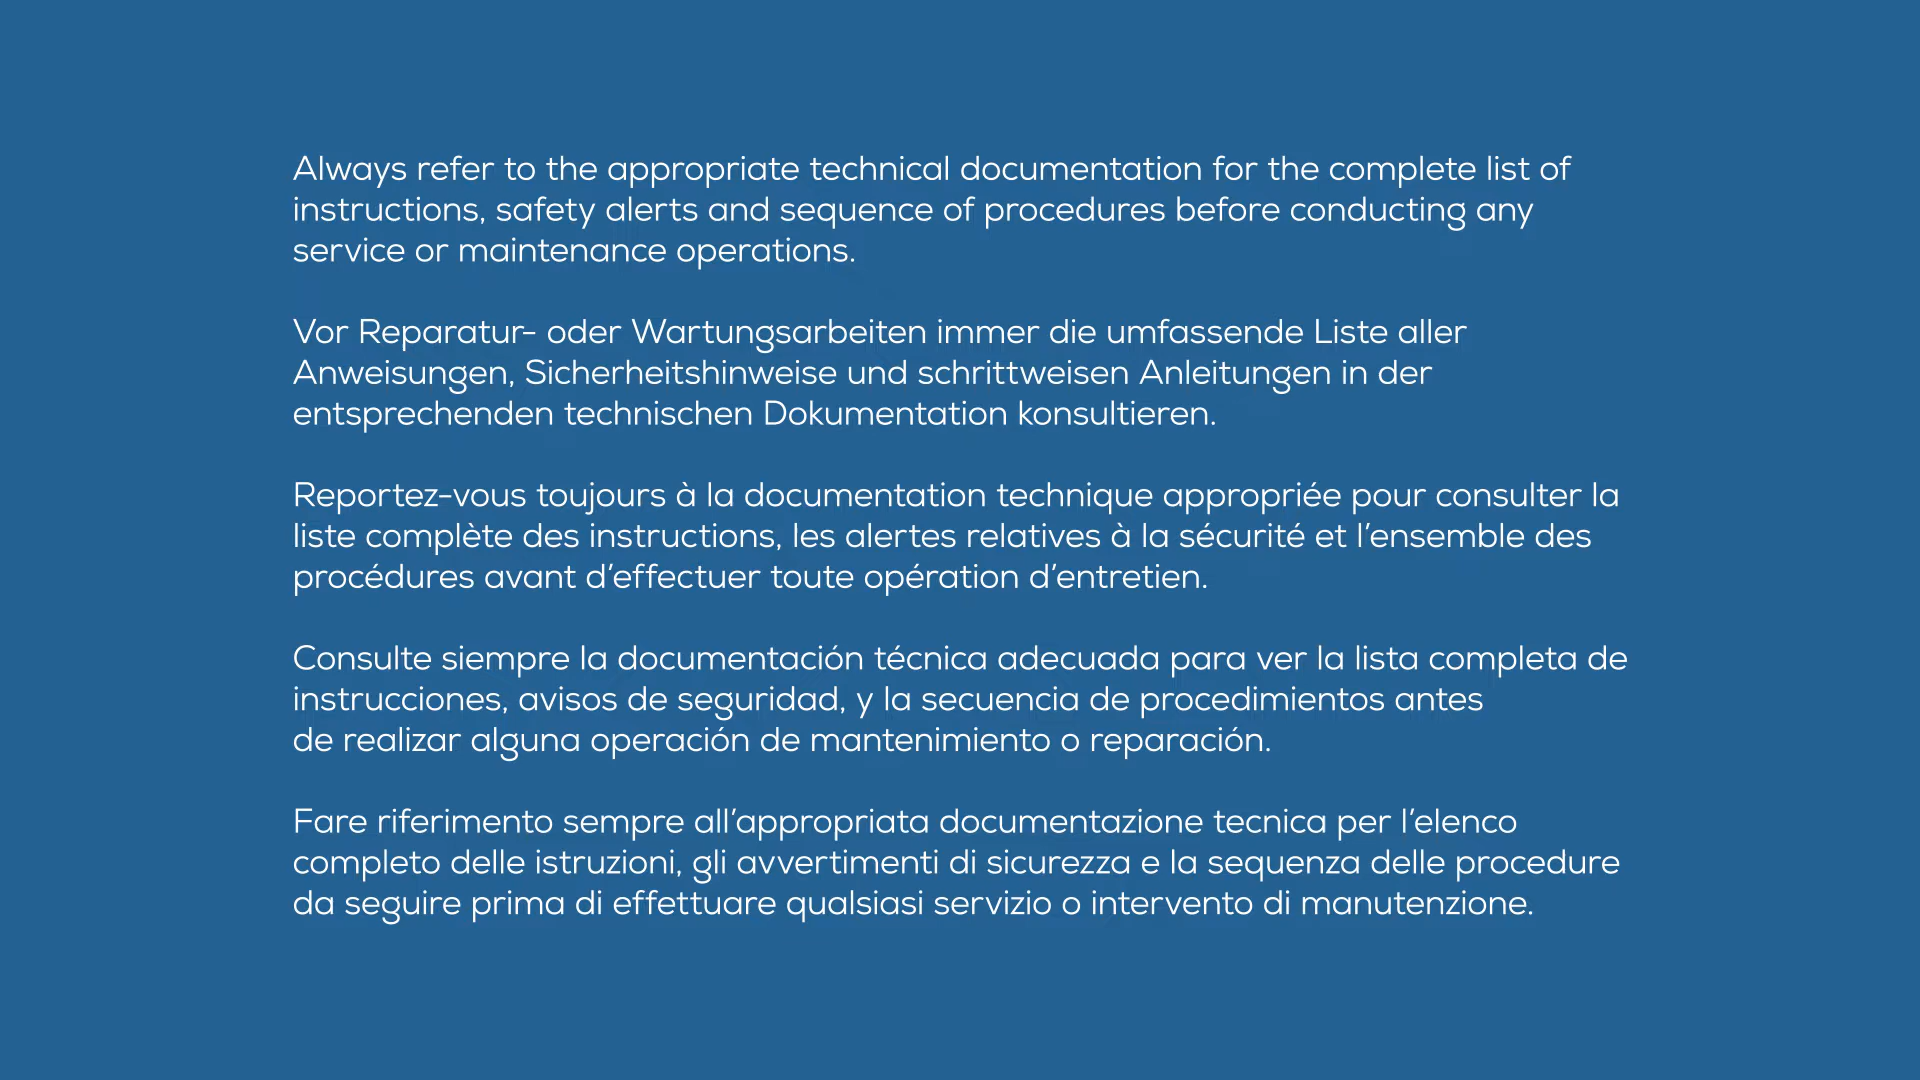 Always refer to the appropriate technical documentation for the complete list of
instructions, safety alerts and sequence of procedures before conducting any
service or maintenance operations.
Vor Reparatur- oder Wartungsarbeiten immer die umfassende Liste aller
Anweisungen, Sicherheitshinweise und schrittweisen Anleitungen in der
entsprechenden technischen Dokumentation konsultieren.
Reportez-vous toujours à la documentation technique appropriée pour consulter la
liste complète des instructions, les alertes relatives à la sécurité et l’ensemble des
procédures avant d’effectuer toute opération d’entretien.
Consulte siempre la documentación técnica adecuada para ver la lista completa de
instrucciones, avisos de seguridad, y la secuencia de procedimientos antes
de realizar alguna operación de mantenimiento o reparación.
Fare riferimento sempre all’appropriata documentazione tecnica per l’elenco
completo delle istruzioni, gli avvertimenti di sicurezza e la sequenza delle procedure
da seguire prima di effettuare qualsiasi servizio o intervento di manutenzione.